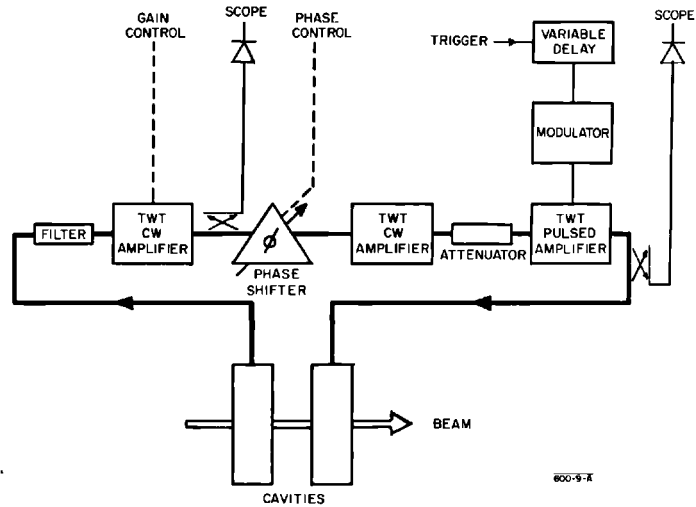 SCOPE
GAIN
CONTROL
PHASE
CONTROL
SCOPE
TRIGGER
VARIABLE
DELAY
MODULATOR
FILTER
TWT
CW
AMPLIFIER
ϕ
PHASE
SHIFTER
TWT
CW
AMPLIFIER
ATTENUATOR
TWT
PULSED
AMPLIFIER
BEAM
CAVITIES
600-9-A